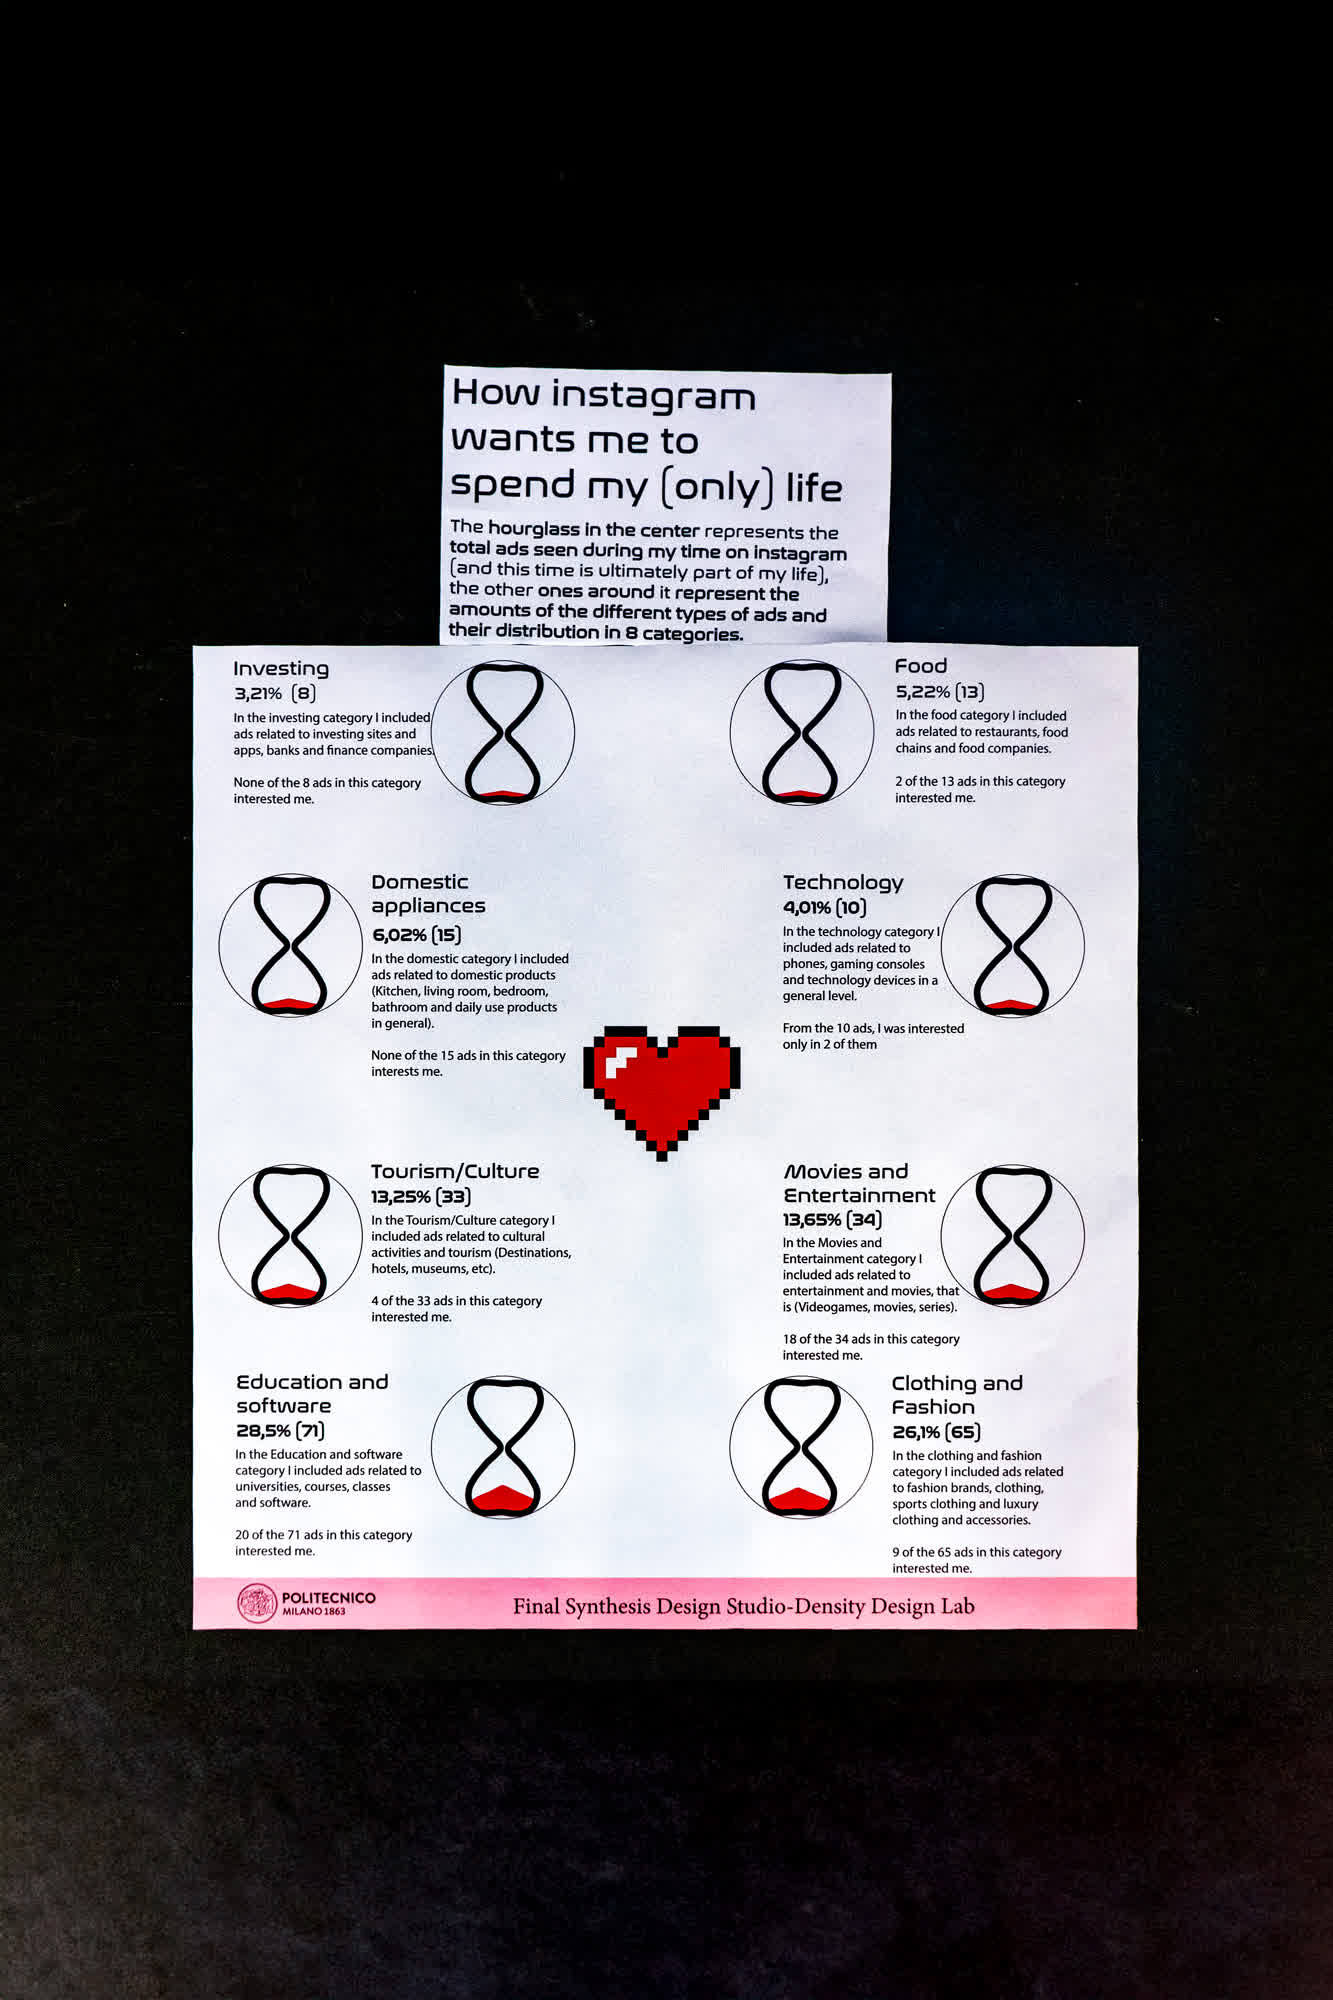 How instagram
wants me to
spend my (only) life
The hourglass in the center represents the
total ads seen during my time on instagram
(and this time is ultimately part of my life),
the other ones around it represent the
amounts of the different types of ads and
their distribution in 8 categories.
Investing
3,21% (8)
In the investing category I included
ads related to investing sites and
apps, banks and finance companies.
None of the 8 ads in this category
interested me.
Food
5,22% (13)
In the food category I included
ads related to restaurants, food
chains and food companies.
2 of the 13 ads in this category
interested me.
Domestic
appliances
6,02% (15)
In the domestic category I included
ads related to domestic products
(Kitchen, living room, bedroom,
bathroom and daily use products
in general).
None of the 15 ads in this category
interests me.
Technology
4,01% (10)
In the technology category I
included ads related to
phones, gaming consoles
and technology devices in a
general level.
From the 10 ads, I was interested
only in 2 of them
Tourism/Culture
13,25% (33)
In the Tourism/Culture category I
included ads related to cultural
activities and tourism (Destinations,
hotels, museums, etc).
4 of the 33 ads in this category
interested me.
Movies and
Entertainment
13,65% (34)
In the Movies and
Entertainment category I
included ads related to
entertainment and movies, that
is (Videogames, movies, series).
18 of the 34 ads in this category
interested me.
Education and
software
28,5% (71)
In the Education and software
category I included ads related to
universities, courses, classes
and software.
20 of the 71 ads in this category
interested me.
Clothing and
Fashion
26,1% (65)
In the clothing and fashion
category I included ads related
to fashion brands, clothing,
sports clothing and luxury
clothing and accessories.
9 of the 65 ads in this category
interested me.
POLITECNICO
MILANO 1863
Final Synthesis Design Studio-Density Design Lab